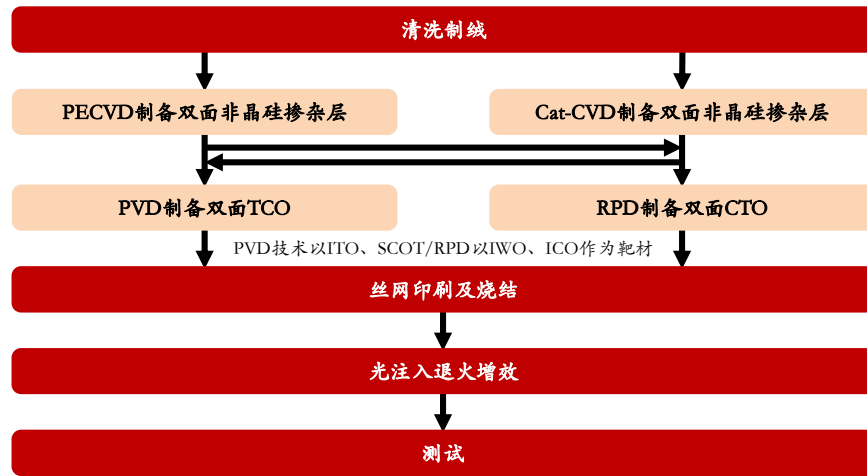 清洗制绒
PECVD制备双面非晶硅掺杂层
Cat-CVD制备双面非晶硅掺杂层
PVD制备双面TCO
RPD制备双面CTO
PVD技术以ITO、SCOT/RPD以IWO、ICO作为靶材
丝网印刷及烧结
光注入退火增效
测试